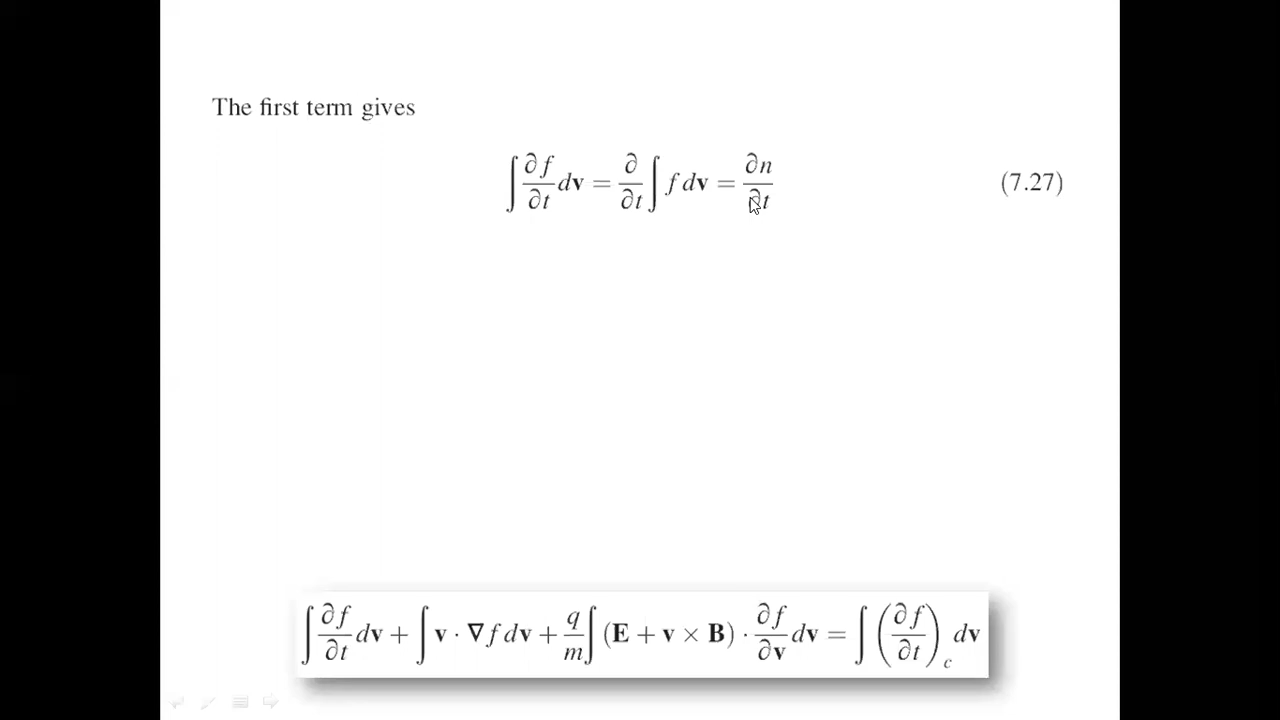 The first term gives
∫ ∂f/∂t dv = ∂/∂t ∫ f dv = ∂n/∂t (7.27)
∫ ∂f/∂t dv + ∫ v · ∇f dv + q/m ∫ (E + v × B) · ∂f/∂v dv = ∫ (∂f/∂t)_c dv